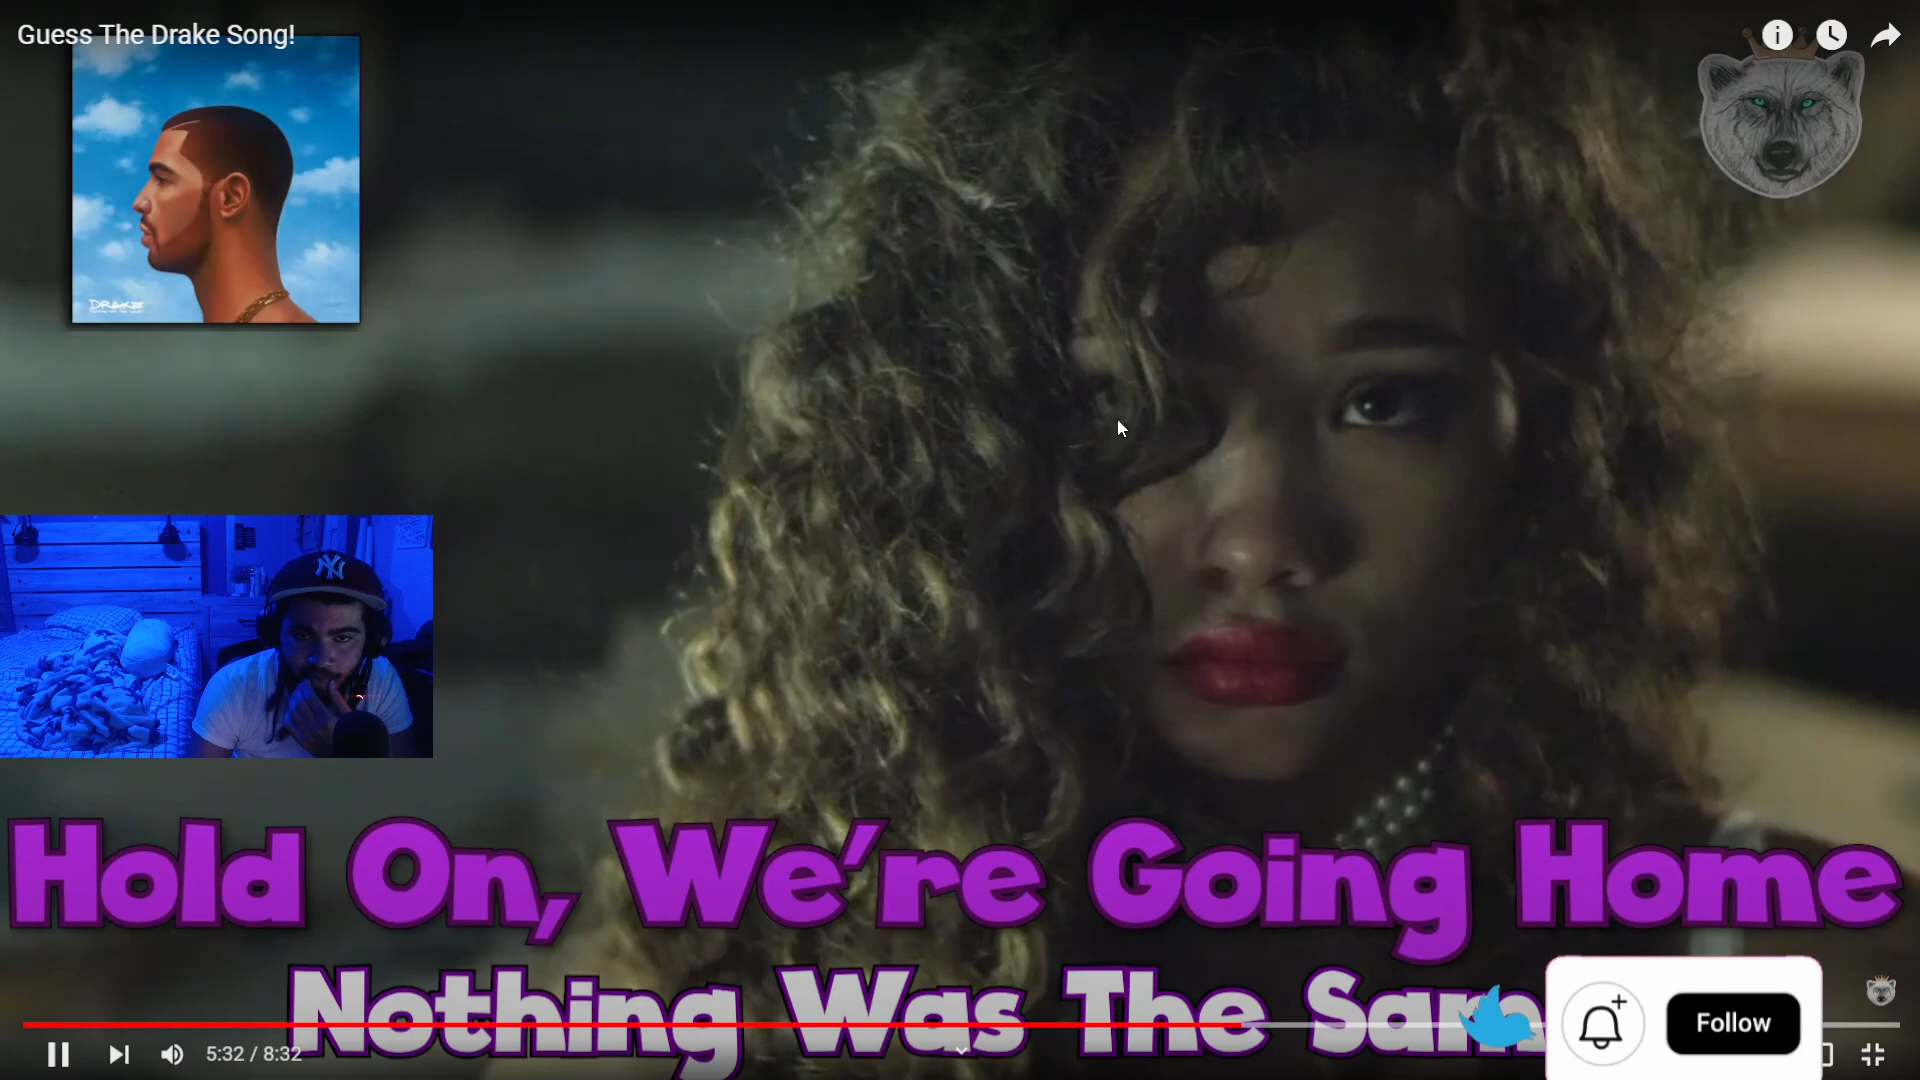 Guess The Drake Song!
DRAKE
NY
Hold On, We're Going Home
Nothing Was The Sam
5:32 / 8:32
Follow